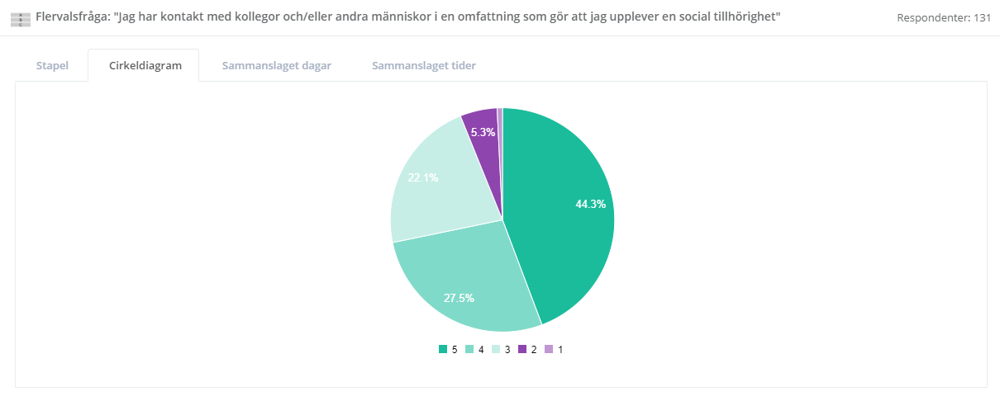 Flervalsfråga: "Jag har kontakt med kollegor och/eller andra människor i en omfattning som gör att jag upplever en social tillhörighet"
Respondenter: 131
Stapel Cirkeldiagram Sammanslaget dagar Sammanslaget tider
5.3%
22.1%
44.3%
27.5%
5 4 3 2 1